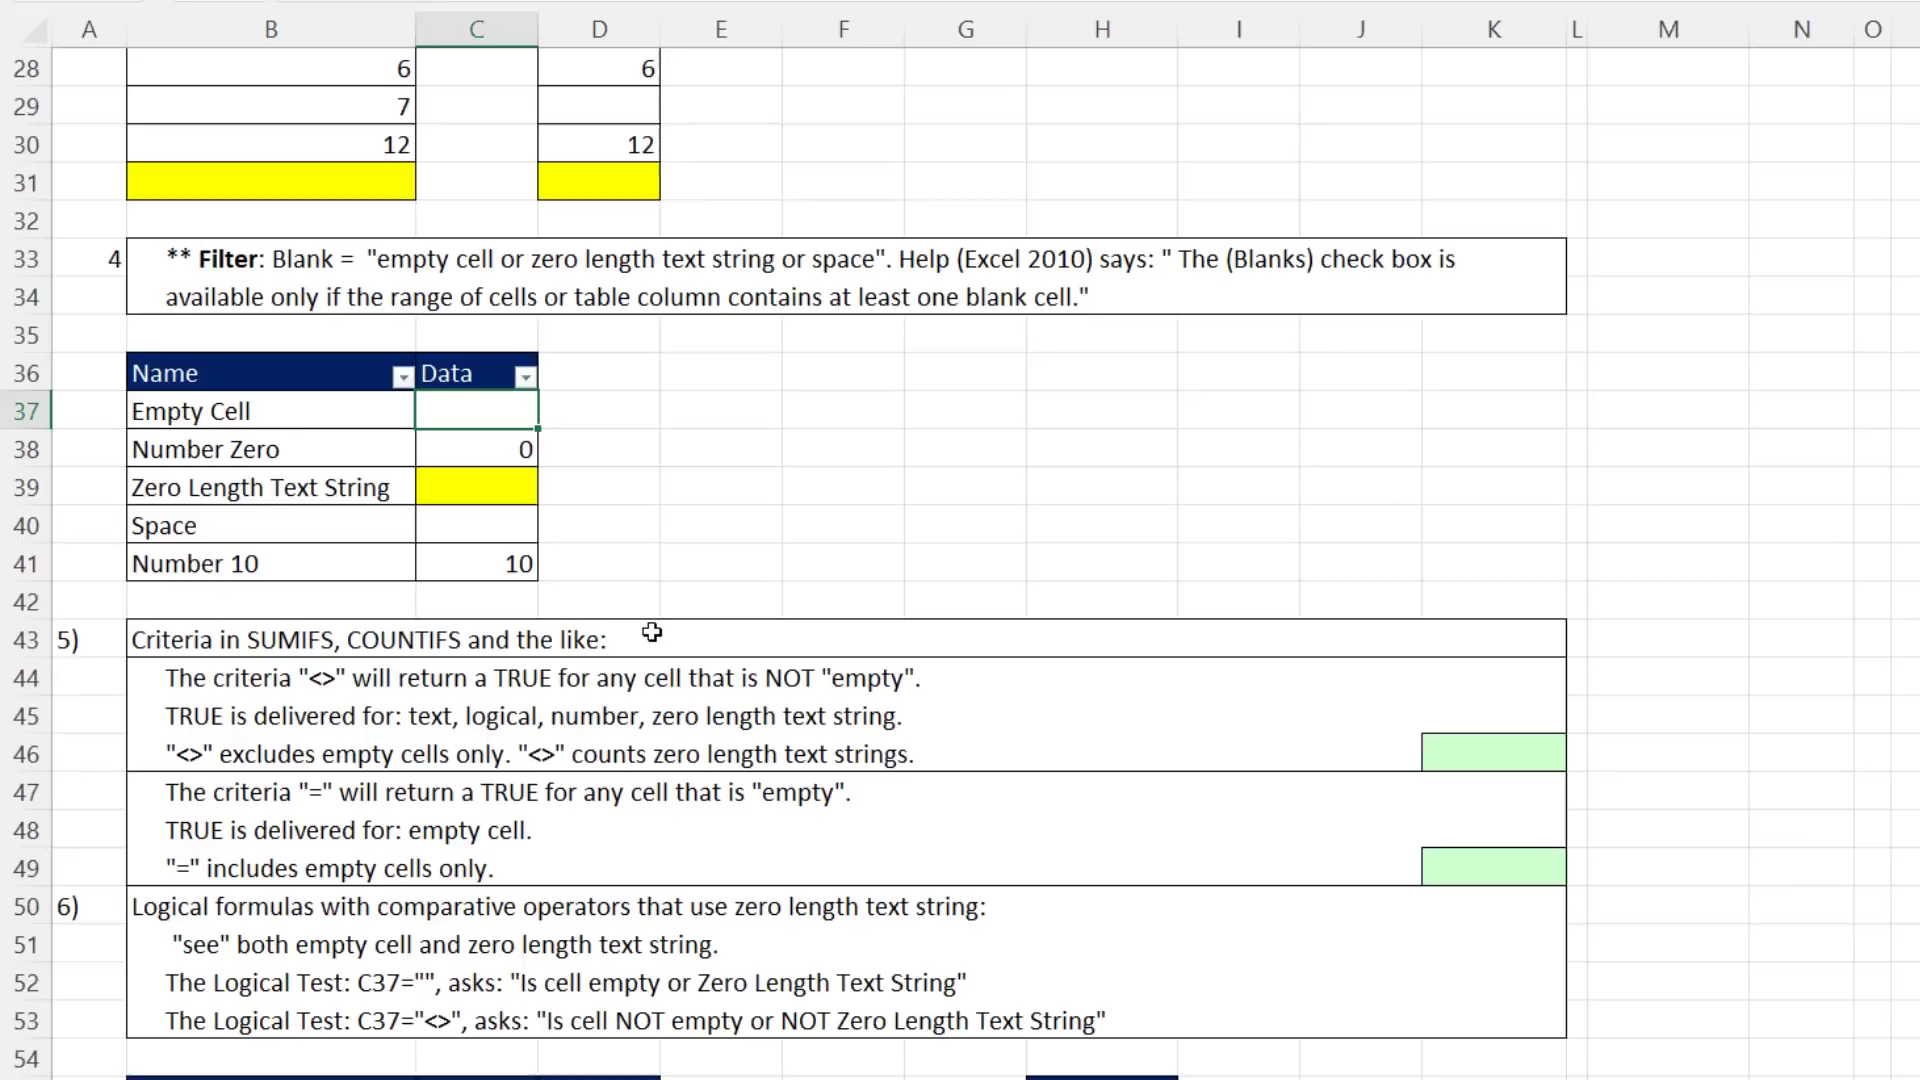 A B C D E F G H I J K L M N O
28 6 6
29 7
30 12 12
31
32
33 4 ** Filter: Blank = "empty cell or zero length text string or space". Help (Excel 2010) says: " The (Blanks) check box is
34 available only if the range of cells or table column contains at least one blank cell."
35
36 Name Data
37 Empty Cell
38 Number Zero 0
39 Zero Length Text String
40 Space
41 Number 10 10
42
43 5) Criteria in SUMIFS, COUNTIFS and the like:
44 The criteria "<>" will return a TRUE for any cell that is NOT "empty".
45 TRUE is delivered for: text, logical, number, zero length text string.
46 "<>" excludes empty cells only. "<>" counts zero length text strings.
47 The criteria "=" will return a TRUE for any cell that is "empty".
48 TRUE is delivered for: empty cell.
49 "=" includes empty cells only.
50 6) Logical formulas with comparative operators that use zero length text string:
51 "see" both empty cell and zero length text string.
52 The Logical Test: C37="", asks: "Is cell empty or Zero Length Text String"
53 The Logical Test: C37="<>", asks: "Is cell NOT empty or NOT Zero Length Text String"
54